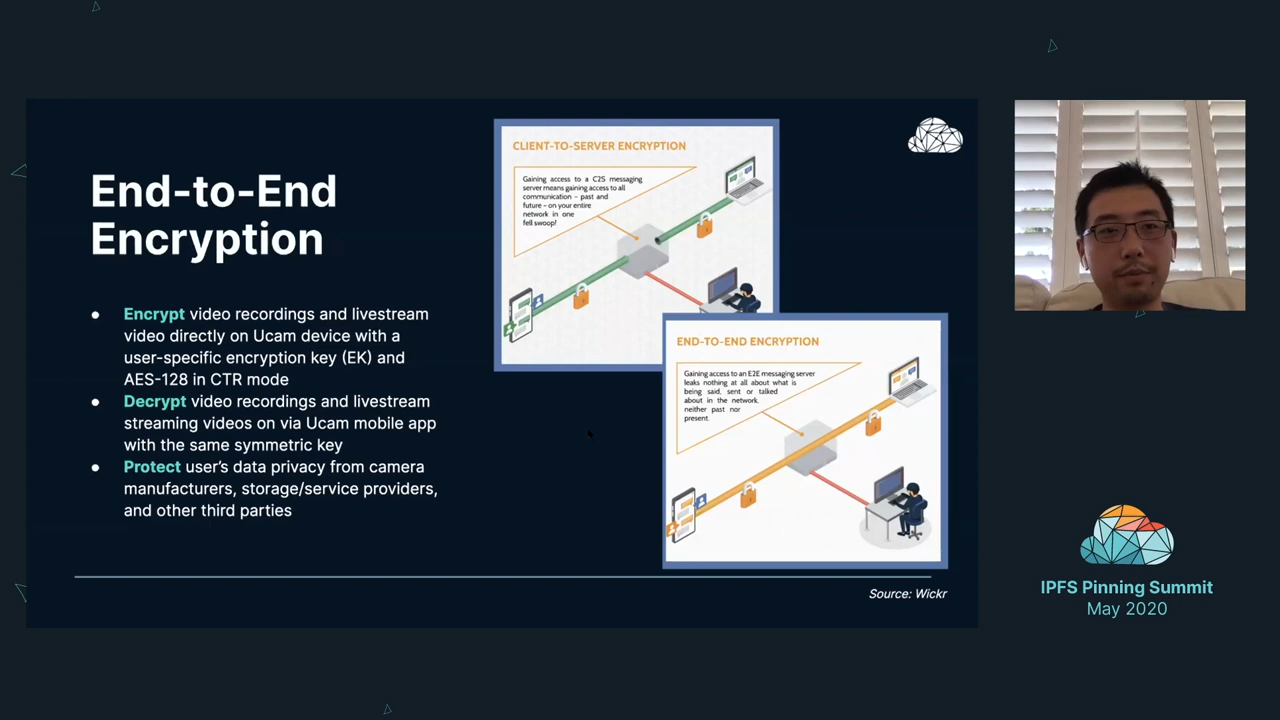 End-to-End
Encryption
● Encrypt video recordings and livestream
video directly on Ucam device with a
user-specific encryption key (EK) and
AES-128 in CTR mode
● Decrypt video recordings and livestream
streaming videos on via Ucam mobile app
with the same symmetric key
● Protect user’s data privacy from camera
manufacturers, storage/service providers,
and other third parties
CLIENT-TO-SERVER ENCRYPTION
Gaining access to a C2S messaging
server means gaining access to all
communication – past and
future – on your entire
network in one
fell swoop!
END-TO-END ENCRYPTION
Gaining access to an E2E messaging server
leaks nothing at all about what is
being said, sent or talked
about in the network,
neither past nor
present.
Source: Wickr
IPFS Pinning Summit
May 2020